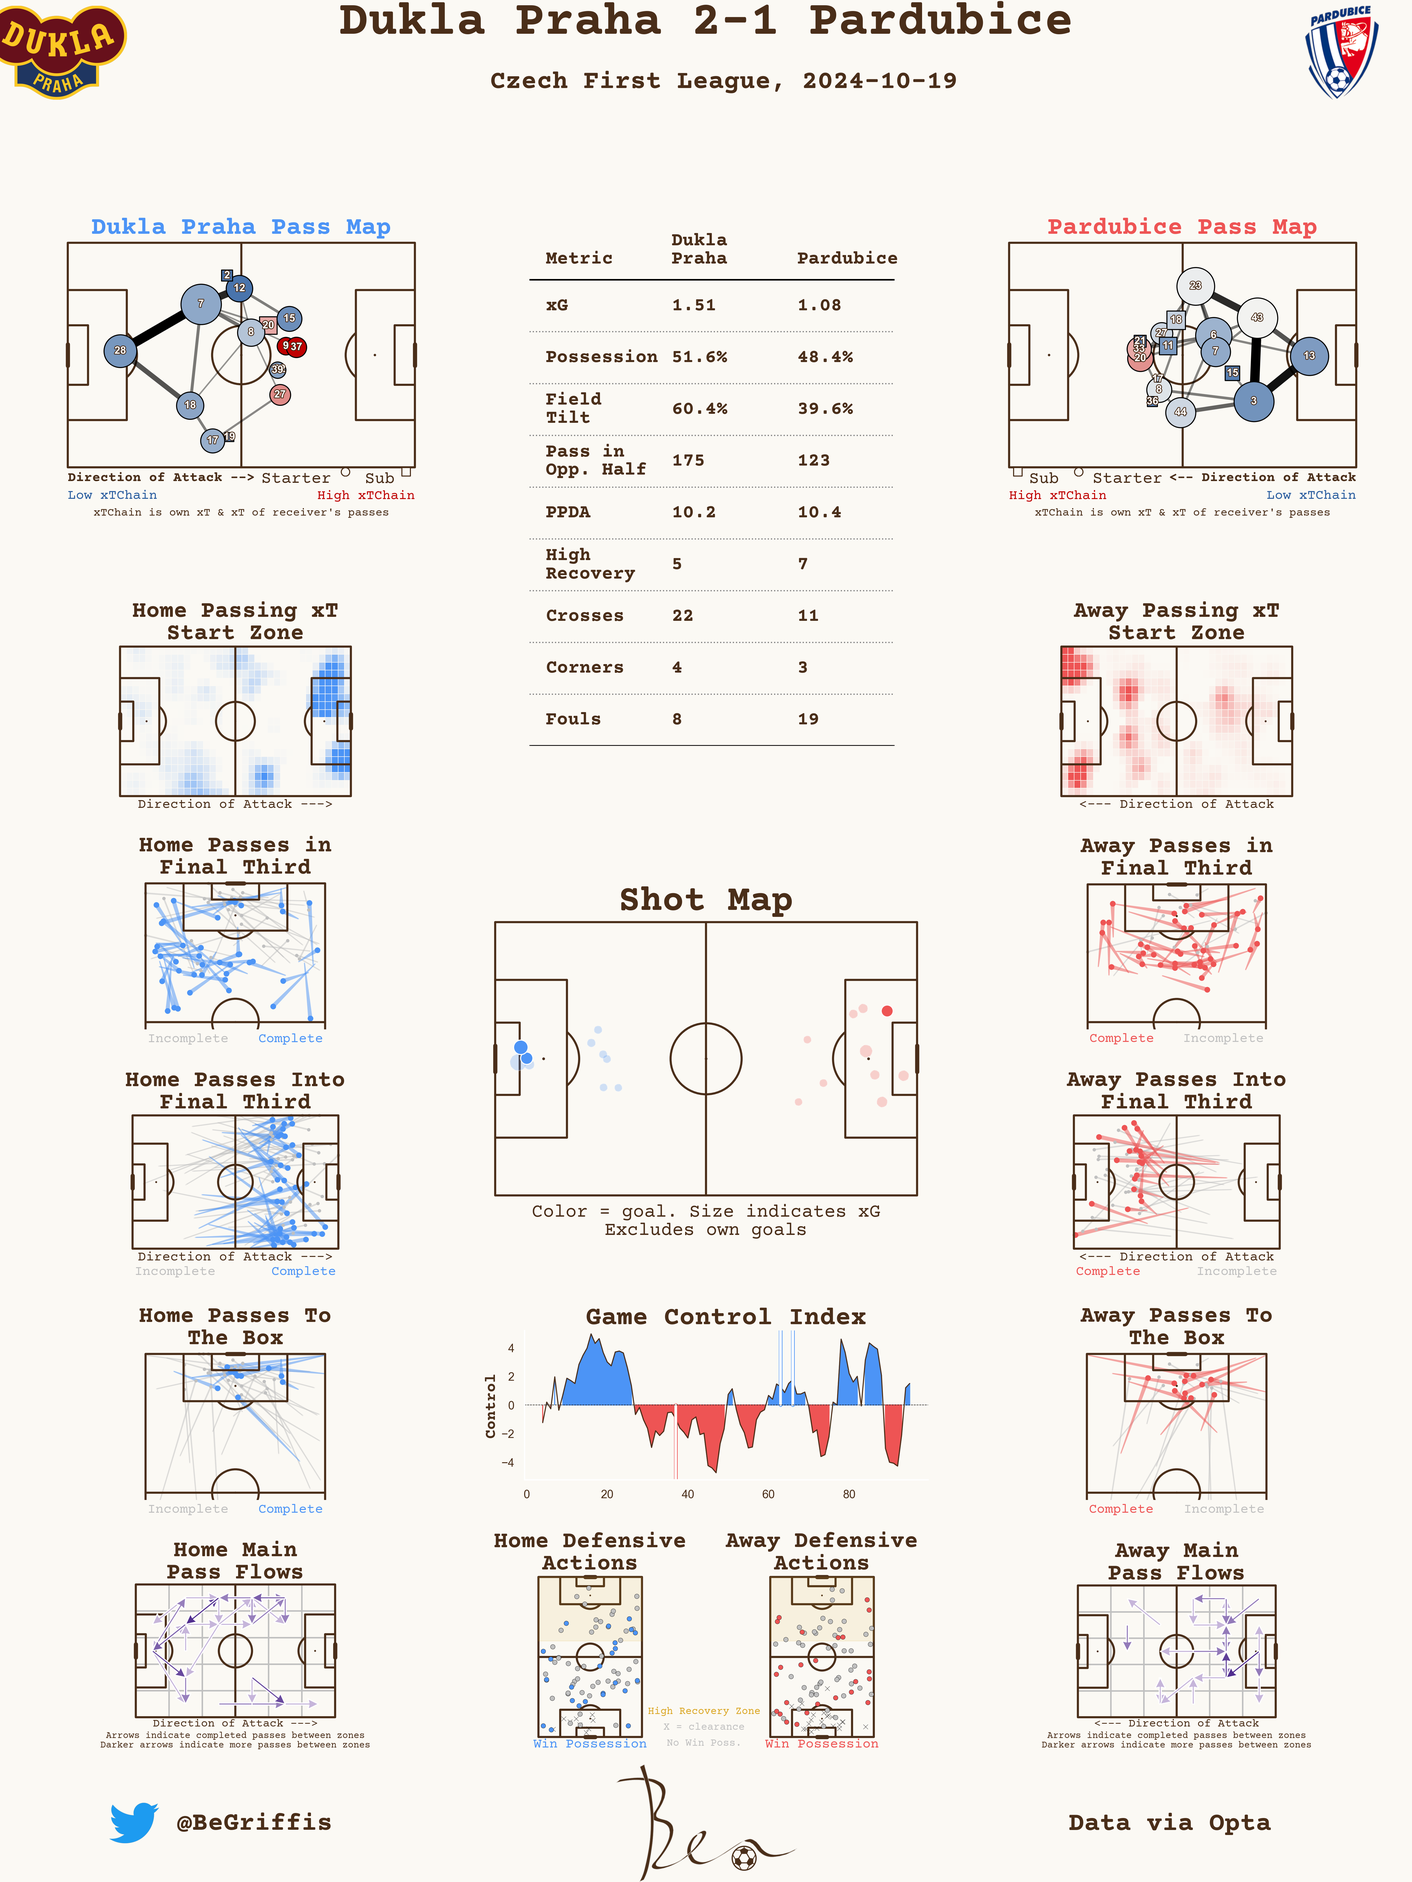 Dukla Praha 2-1 Pardubice
Czech First League, 2024-10-19
DUKLA
PRAHA
PARDUBICE
Dukla Praha Pass Map
2
12
7
15
20
8
9
37
28
39
27
18
17
19
Direction of Attack --> Starter Sub
Low xTChain High xTChain
xTChain is own xT & xT of receiver's passes
Metric Dukla Praha Pardubice
xG 1.51 1.08
Possession 51.6% 48.4%
Field Tilt 60.4% 39.6%
Pass in Opp. Half 175 123
PPDA 10.2 10.4
High Recovery 5 7
Crosses 22 11
Corners 4 3
Fouls 8 19
Pardubice Pass Map
23
43
18
27
6
21
33
20
11
7
13
15
17
8
36
3
44
Sub Starter <-- Direction of Attack
High xTChain Low xTChain
xTChain is own xT & xT of receiver's passes
Home Passing xT
Start Zone
Direction of Attack --->
Away Passing xT
Start Zone
<--- Direction of Attack
Home Passes in
Final Third
Incomplete Complete
Shot Map
Color = goal. Size indicates xG
Excludes own goals
Away Passes in
Final Third
Complete Incomplete
Home Passes Into
Final Third
Direction of Attack --->
Incomplete Complete
Away Passes Into
Final Third
<--- Direction of Attack
Complete Incomplete
Home Passes To
The Box
Incomplete Complete
Game Control Index
Control
4
2
0
−2
−4
0 20 40 60 80
Away Passes To
The Box
Complete Incomplete
Home Main
Pass Flows
Direction of Attack --->
Arrows indicate completed passes between zones
Darker arrows indicate more passes between zones
Home Defensive
Actions
Win Possession
High Recovery Zone
X = clearance
No Win Poss.
Away Defensive
Actions
Win Possession
Away Main
Pass Flows
<--- Direction of Attack
Arrows indicate completed passes between zones
Darker arrows indicate more passes between zones
@BeGriffis
Ben
Data via Opta